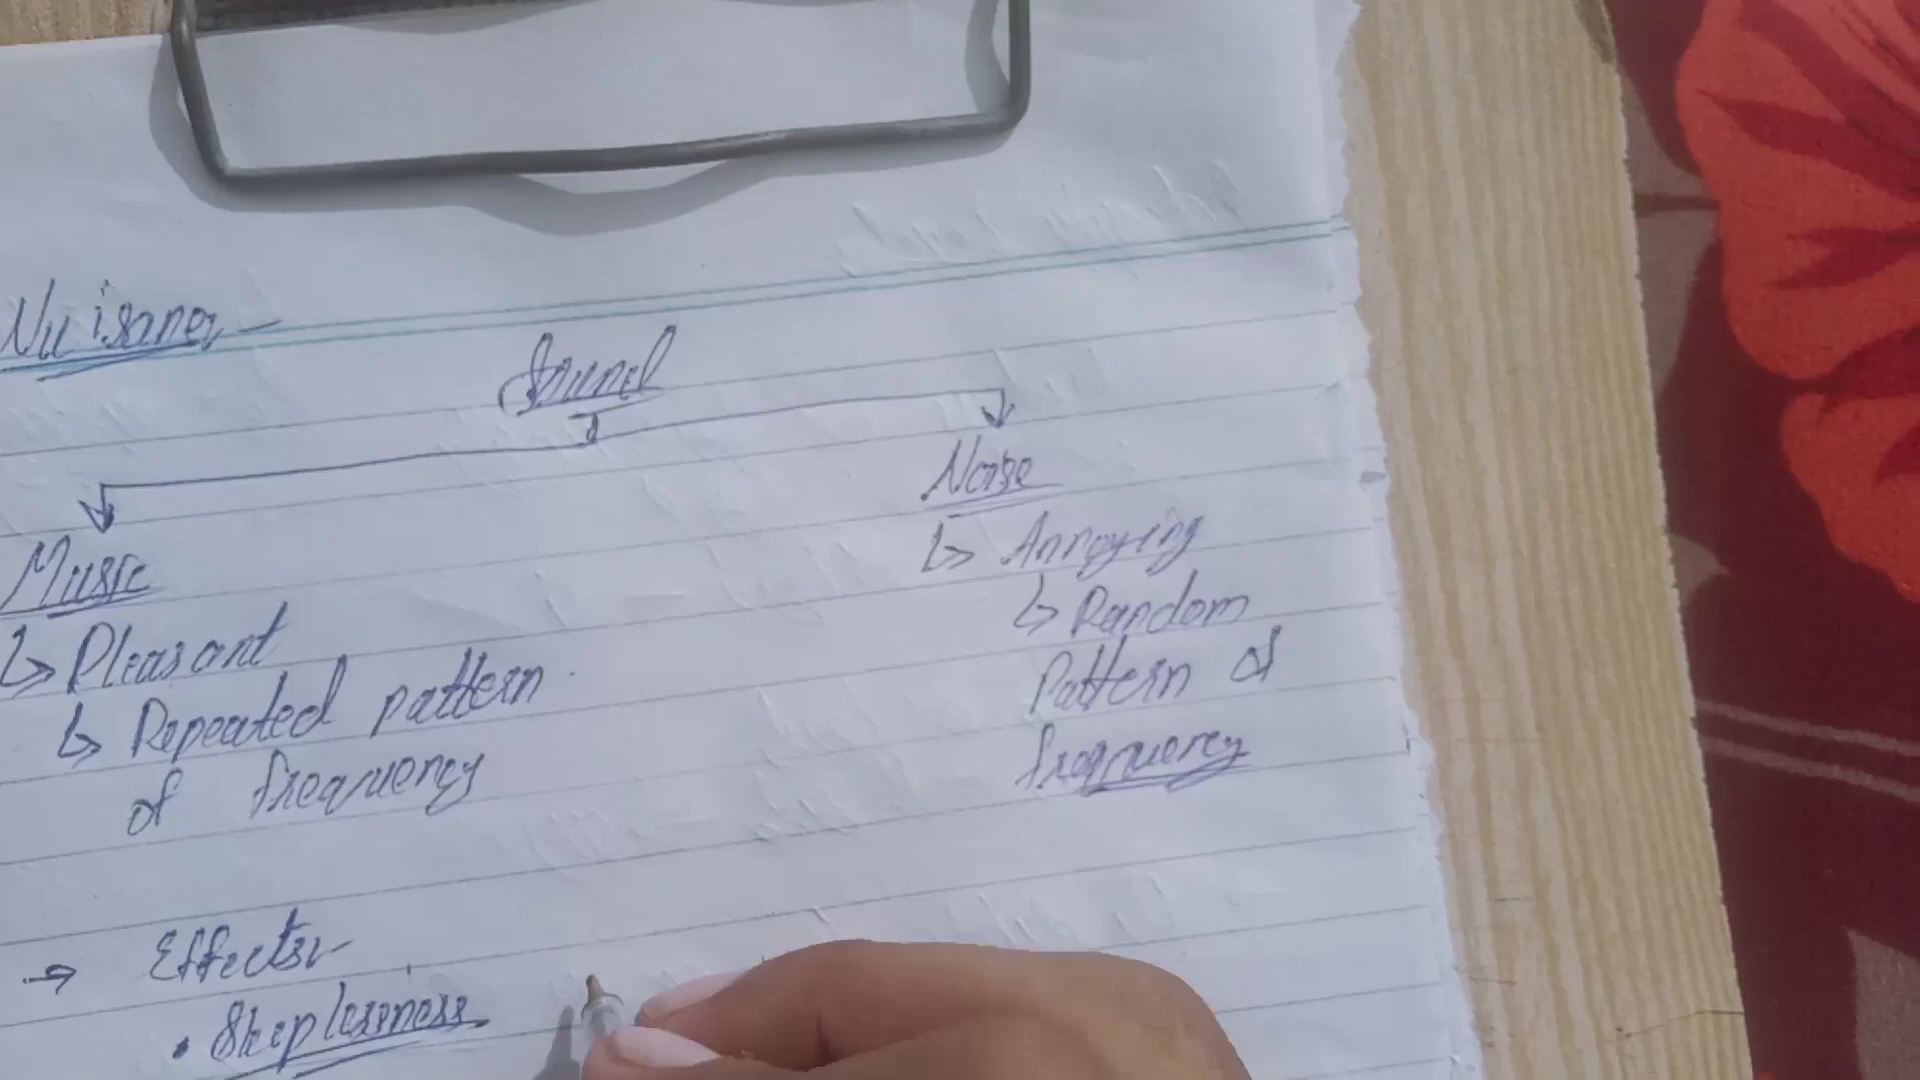 Nuisance
Sound
Noise
Music
↳ Annoying
↳ Random
Pattern of
frequency
↳ Pleasant
↳ Repeated pattern
of frequency
→ Effects
• Sleeplessness